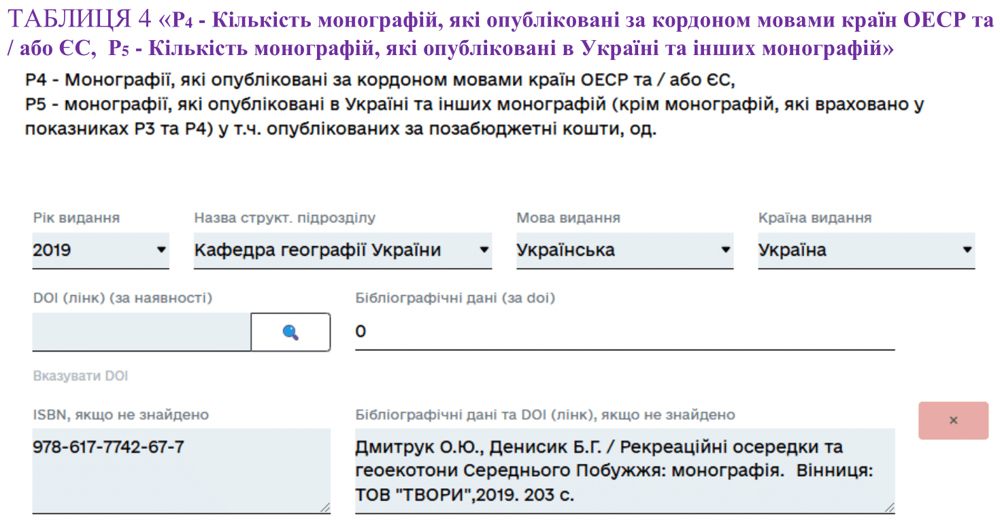 ТАБЛИЦЯ 4 «P4 - Кількість монографій, які опубліковані за кордоном мовами країн ОЕСР та
/ або ЄС, P5 - Кількість монографій, які опубліковані в Україні та інших монографій»
P4 - Монографії, які опубліковані за кордоном мовами країн ОЕСР та / або ЄС,
P5 - монографії, які опубліковані в Україні та інших монографій (крім монографій, які враховано у
показниках P3 та P4) у т.ч. опублікованих за позабюджетні кошти, од.
Рік видання Назва структ. підрозділу Мова видання Країна видання
2019 Кафедра географії України Українська Україна
DOI (лінк) (за наявності) Бібліографічні дані (за doi)
0
Вказувати DOI
ISBN, якщо не знайдено Бібліографічні дані та DOI (лінк), якщо не знайдено
×
978-617-7742-67-7 Дмитрук О.Ю., Денисик Б.Г. / Рекреаційні осередки та
геоекотони Середнього Побужжя: монографія. Вінниця:
ТОВ "ТВОРИ",2019. 203 с.